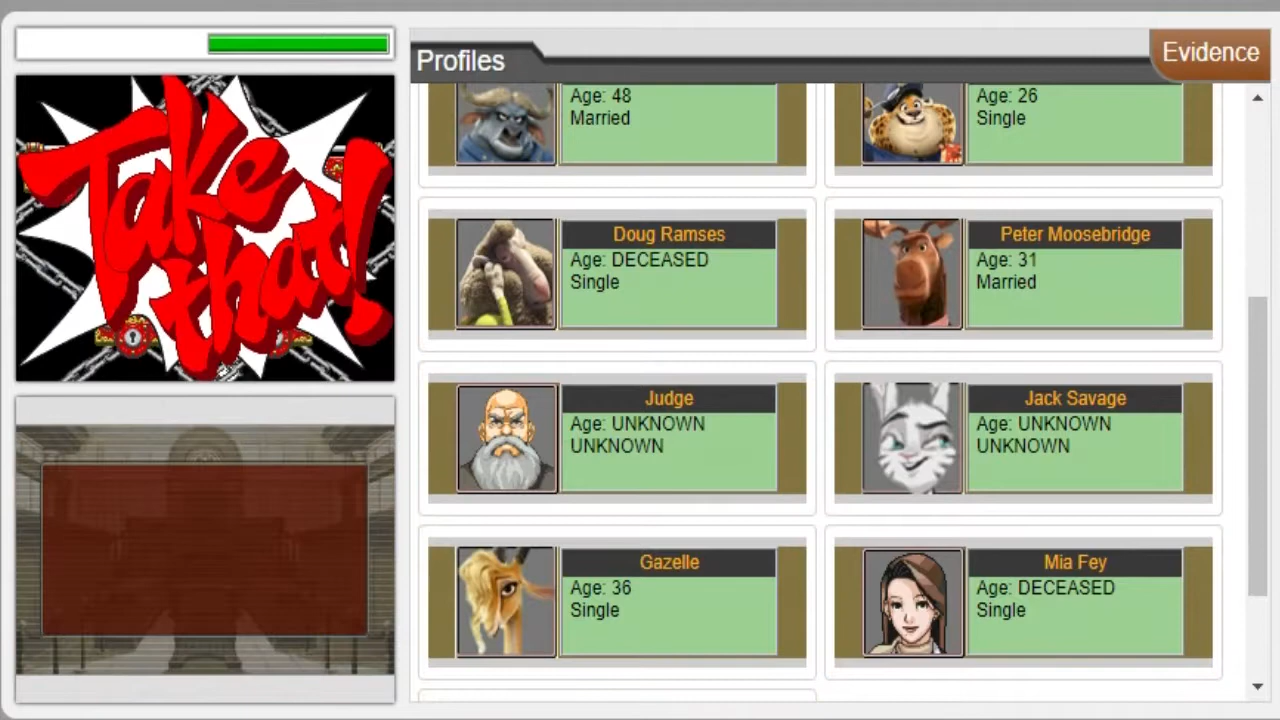 Take
that!
Profiles
Evidence
Age: 48
Married
Age: 26
Single
Doug Ramses
Age: DECEASED
Single
Peter Moosebridge
Age: 31
Married
Judge
Age: UNKNOWN
UNKNOWN
Jack Savage
Age: UNKNOWN
UNKNOWN
Gazelle
Age: 36
Single
Mia Fey
Age: DECEASED
Single